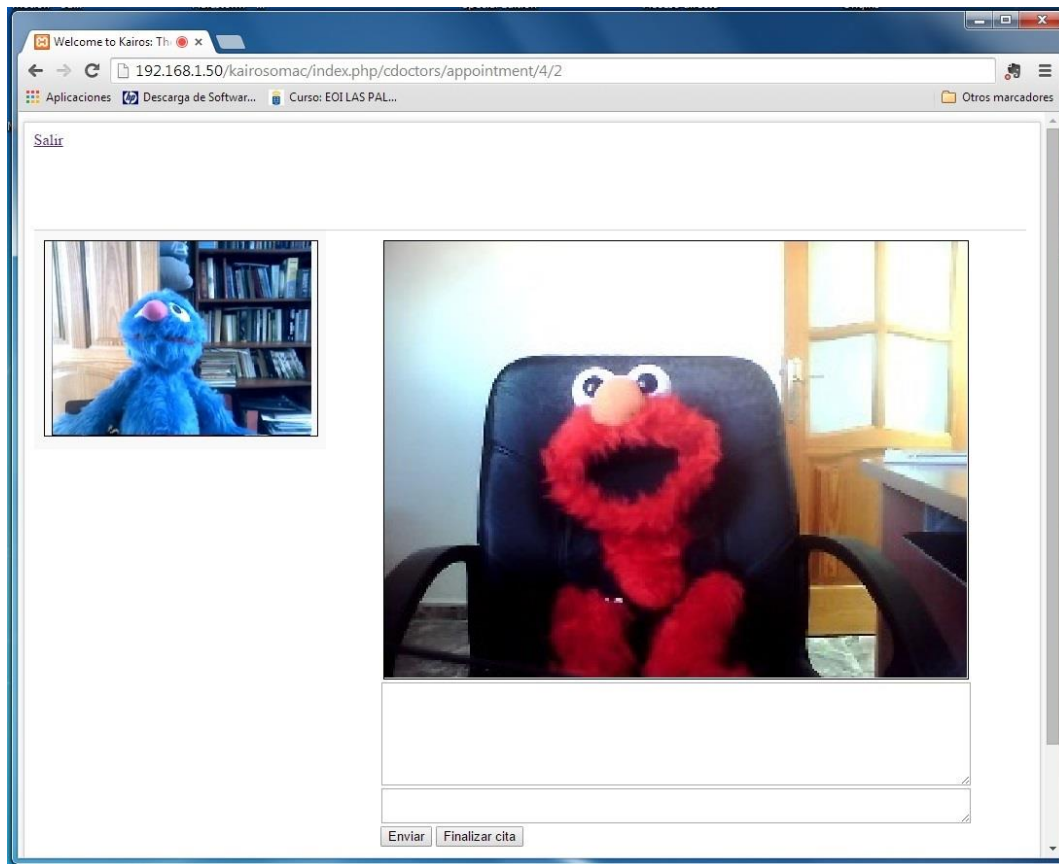 Welcome to Kairos: Th
192.168.1.50/kairosomac/index.php/cdoctors/appointment/4/2
Aplicaciones Descarga de Softwar... Curso: EOI LAS PAL... Otros marcadores
Salir
Enviar Finalizar cita